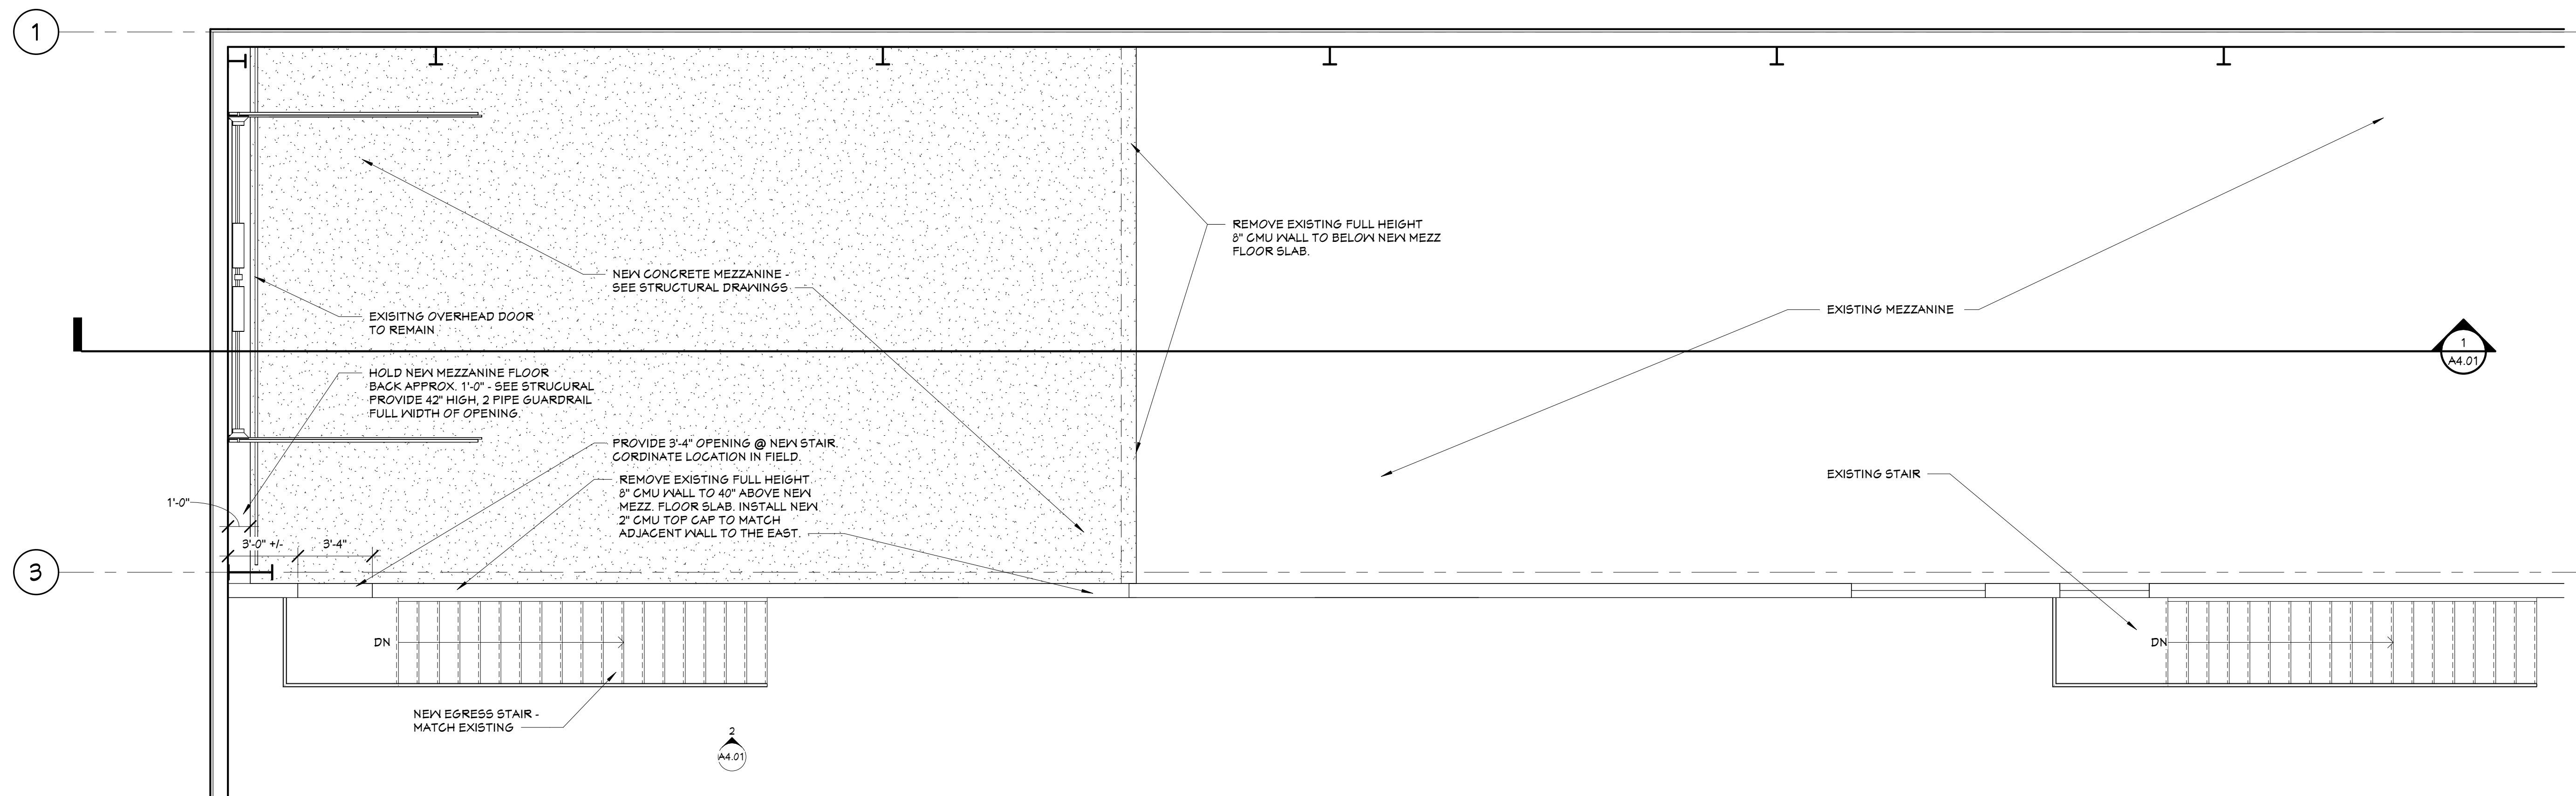 1
REMOVE EXISTING FULL HEIGHT
8" CMU WALL TO BELOW NEW MEZZ
FLOOR SLAB.
NEW CONCRETE MEZZANINE -
SEE STRUCTURAL DRAWINGS
EXISITNG OVERHEAD DOOR
TO REMAIN
EXISTING MEZZANINE
1
A4.01
HOLD NEW MEZZANINE FLOOR
BACK APPROX. 1'-0" - SEE STRUCURAL
PROVIDE 42" HIGH, 2 PIPE GUARDRAIL
FULL WIDTH OF OPENING.
PROVIDE 3'-4" OPENING @ NEW STAIR.
CORDINATE LOCATION IN FIELD.
REMOVE EXISTING FULL HEIGHT
8" CMU WALL TO 40" ABOVE NEW
MEZZ. FLOOR SLAB. INSTALL NEW
2" CMU TOP CAP TO MATCH
ADJACENT WALL TO THE EAST.
EXISTING STAIR
1'-0"
3'-0" +/-
3'-4"
3
DN
DN
NEW EGRESS STAIR -
MATCH EXISTING
2
A4.01